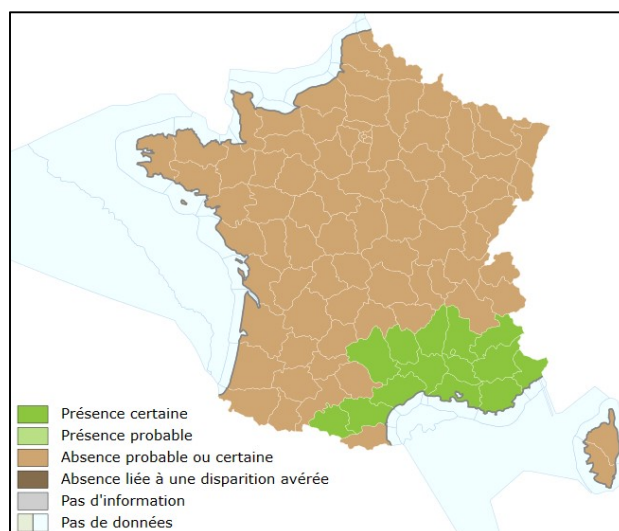 Présence certaine
Présence probable
Absence probable ou certaine
Absence liée à une disparition avérée
Pas d'information
Pas de données